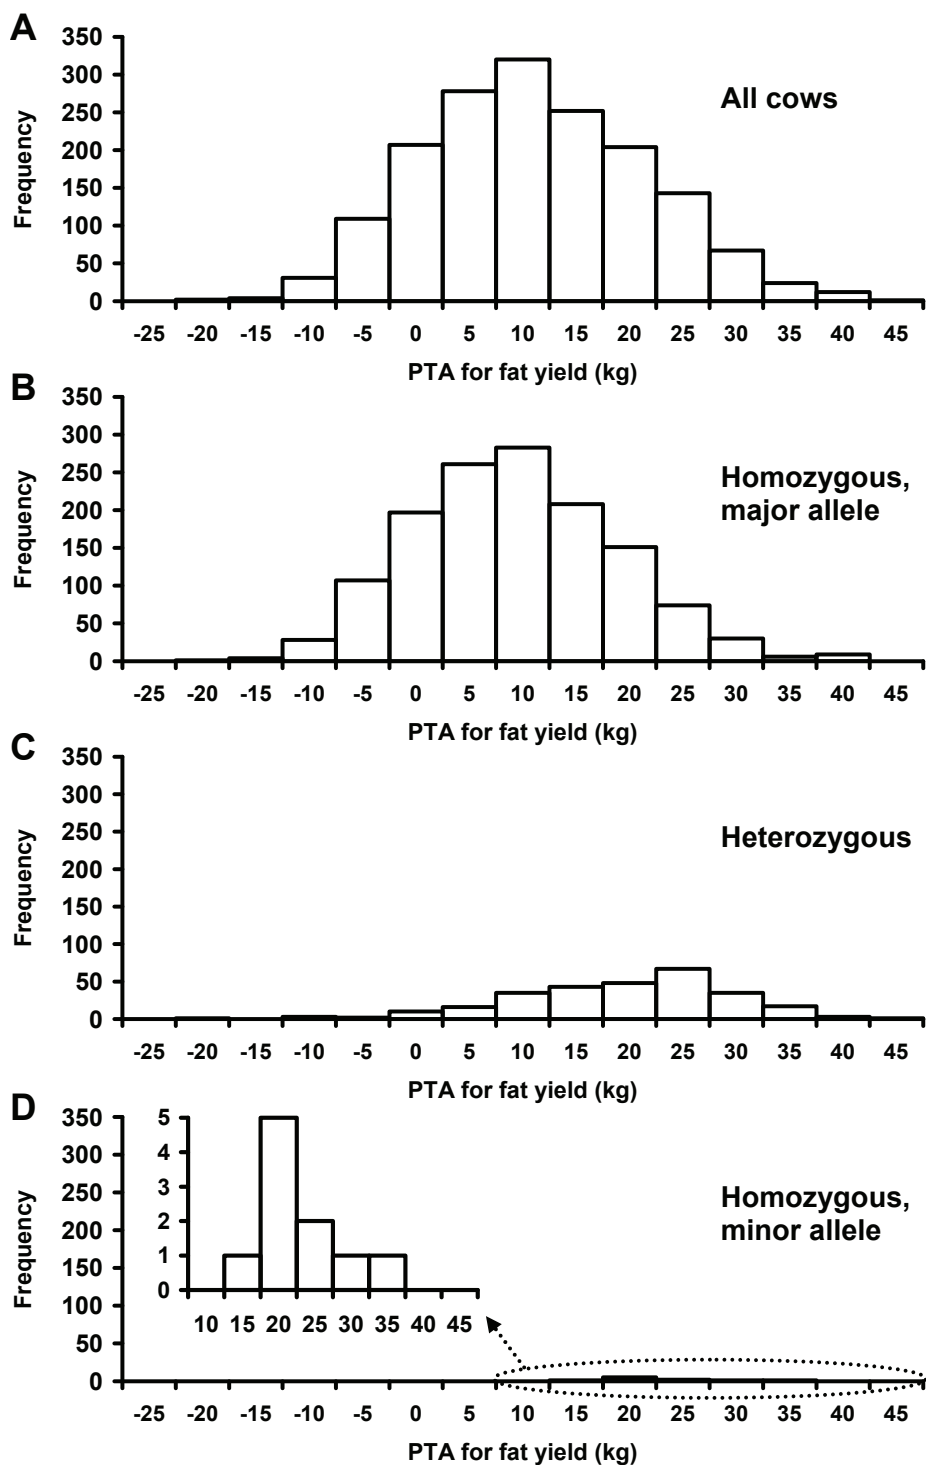 A
350
300
250
200
150
100
50
0
Frequency
All cows
-25 -20 -15 -10 -5 0 5 10 15 20 25 30 35 40 45
PTA for fat yield (kg)
B
350
300
250
200
150
100
50
0
Frequency
Homozygous,
major allele
-25 -20 -15 -10 -5 0 5 10 15 20 25 30 35 40 45
PTA for fat yield (kg)
C
350
300
250
200
150
100
50
0
Frequency
Heterozygous
-25 -20 -15 -10 -5 0 5 10 15 20 25 30 35 40 45
PTA for fat yield (kg)
D
350
300
250
200
150
100
50
0
Frequency
5
4
3
2
1
0
10 15 20 25 30 35 40 45
Homozygous,
minor allele
-25 -20 -15 -10 -5 0 5 10 15 20 25 30 35 40 45
PTA for fat yield (kg)